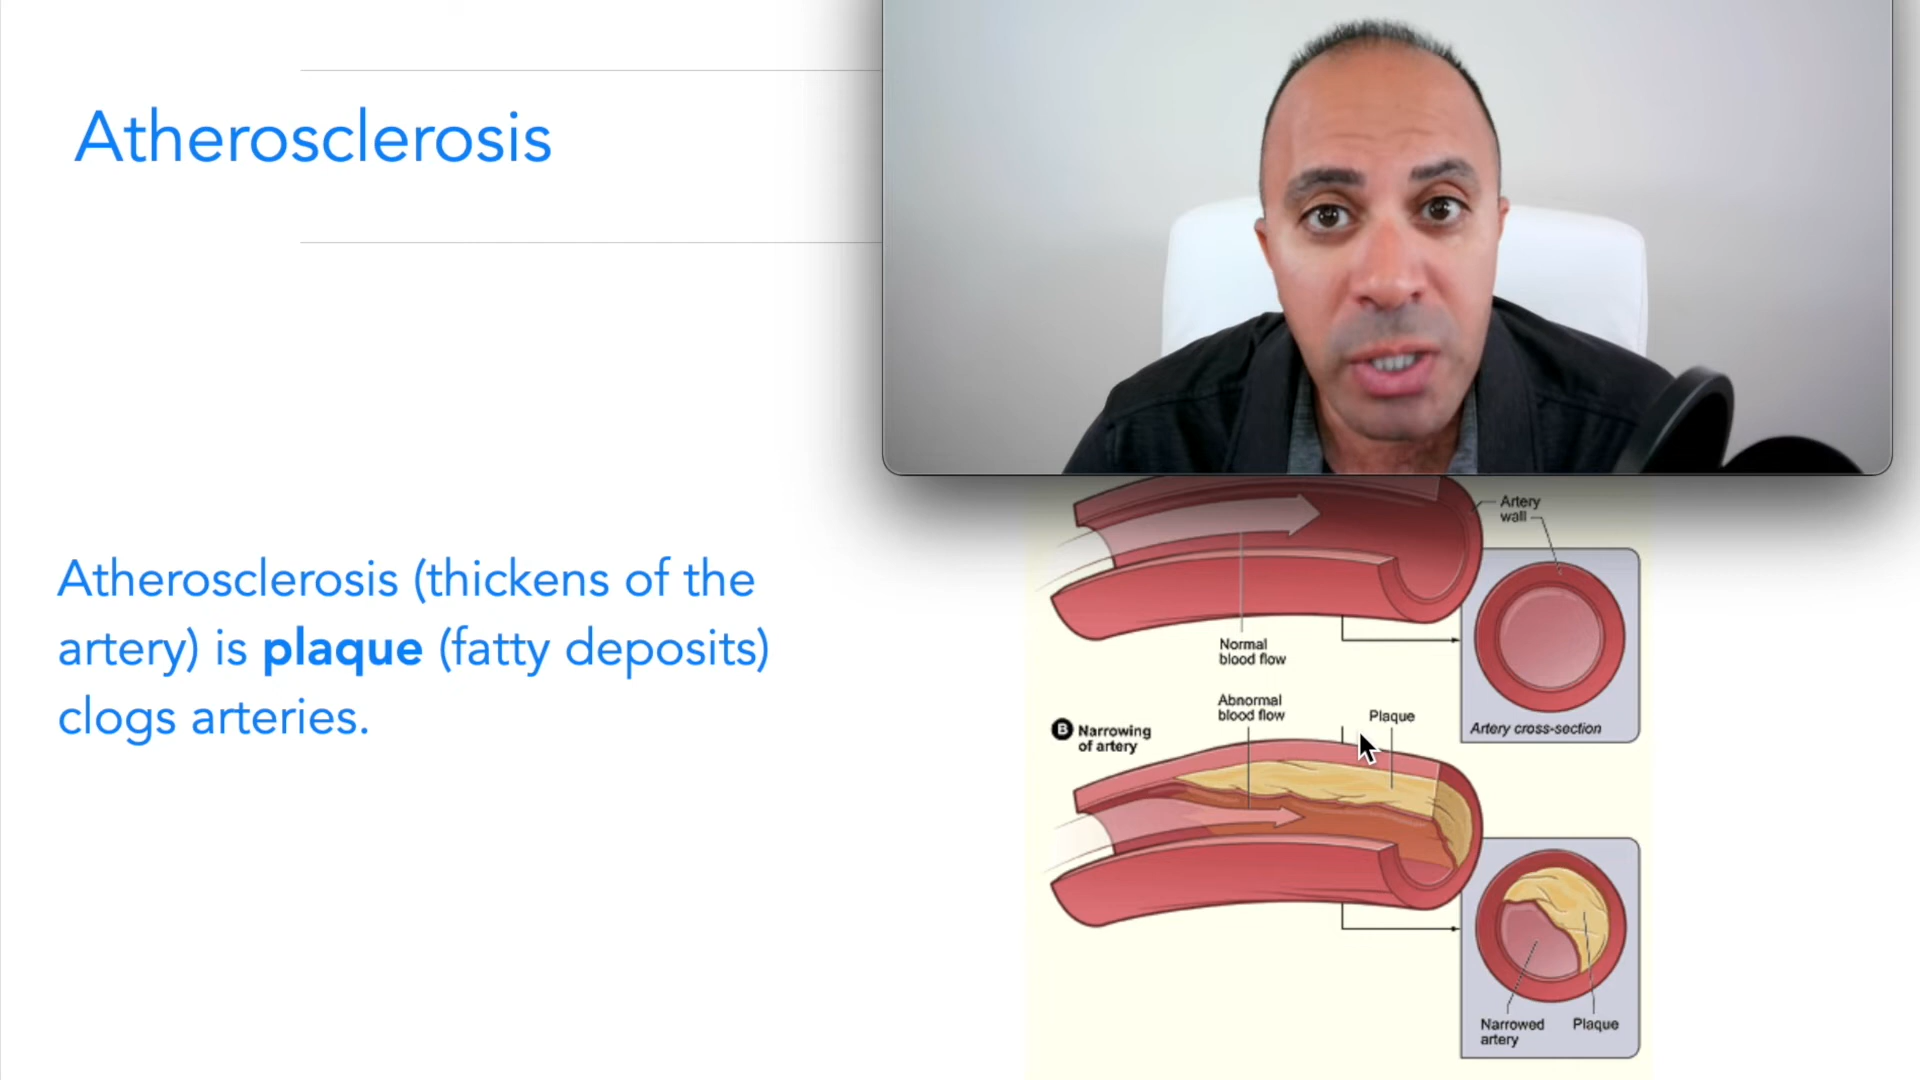 Atherosclerosis
Atherosclerosis (thickens of the
artery) is plaque (fatty deposits)
clogs arteries.
Artery
wall
Normal
blood flow
Artery cross-section
Abnormal
blood flow
Plaque
B Narrowing
of artery
Narrowed
artery
Plaque